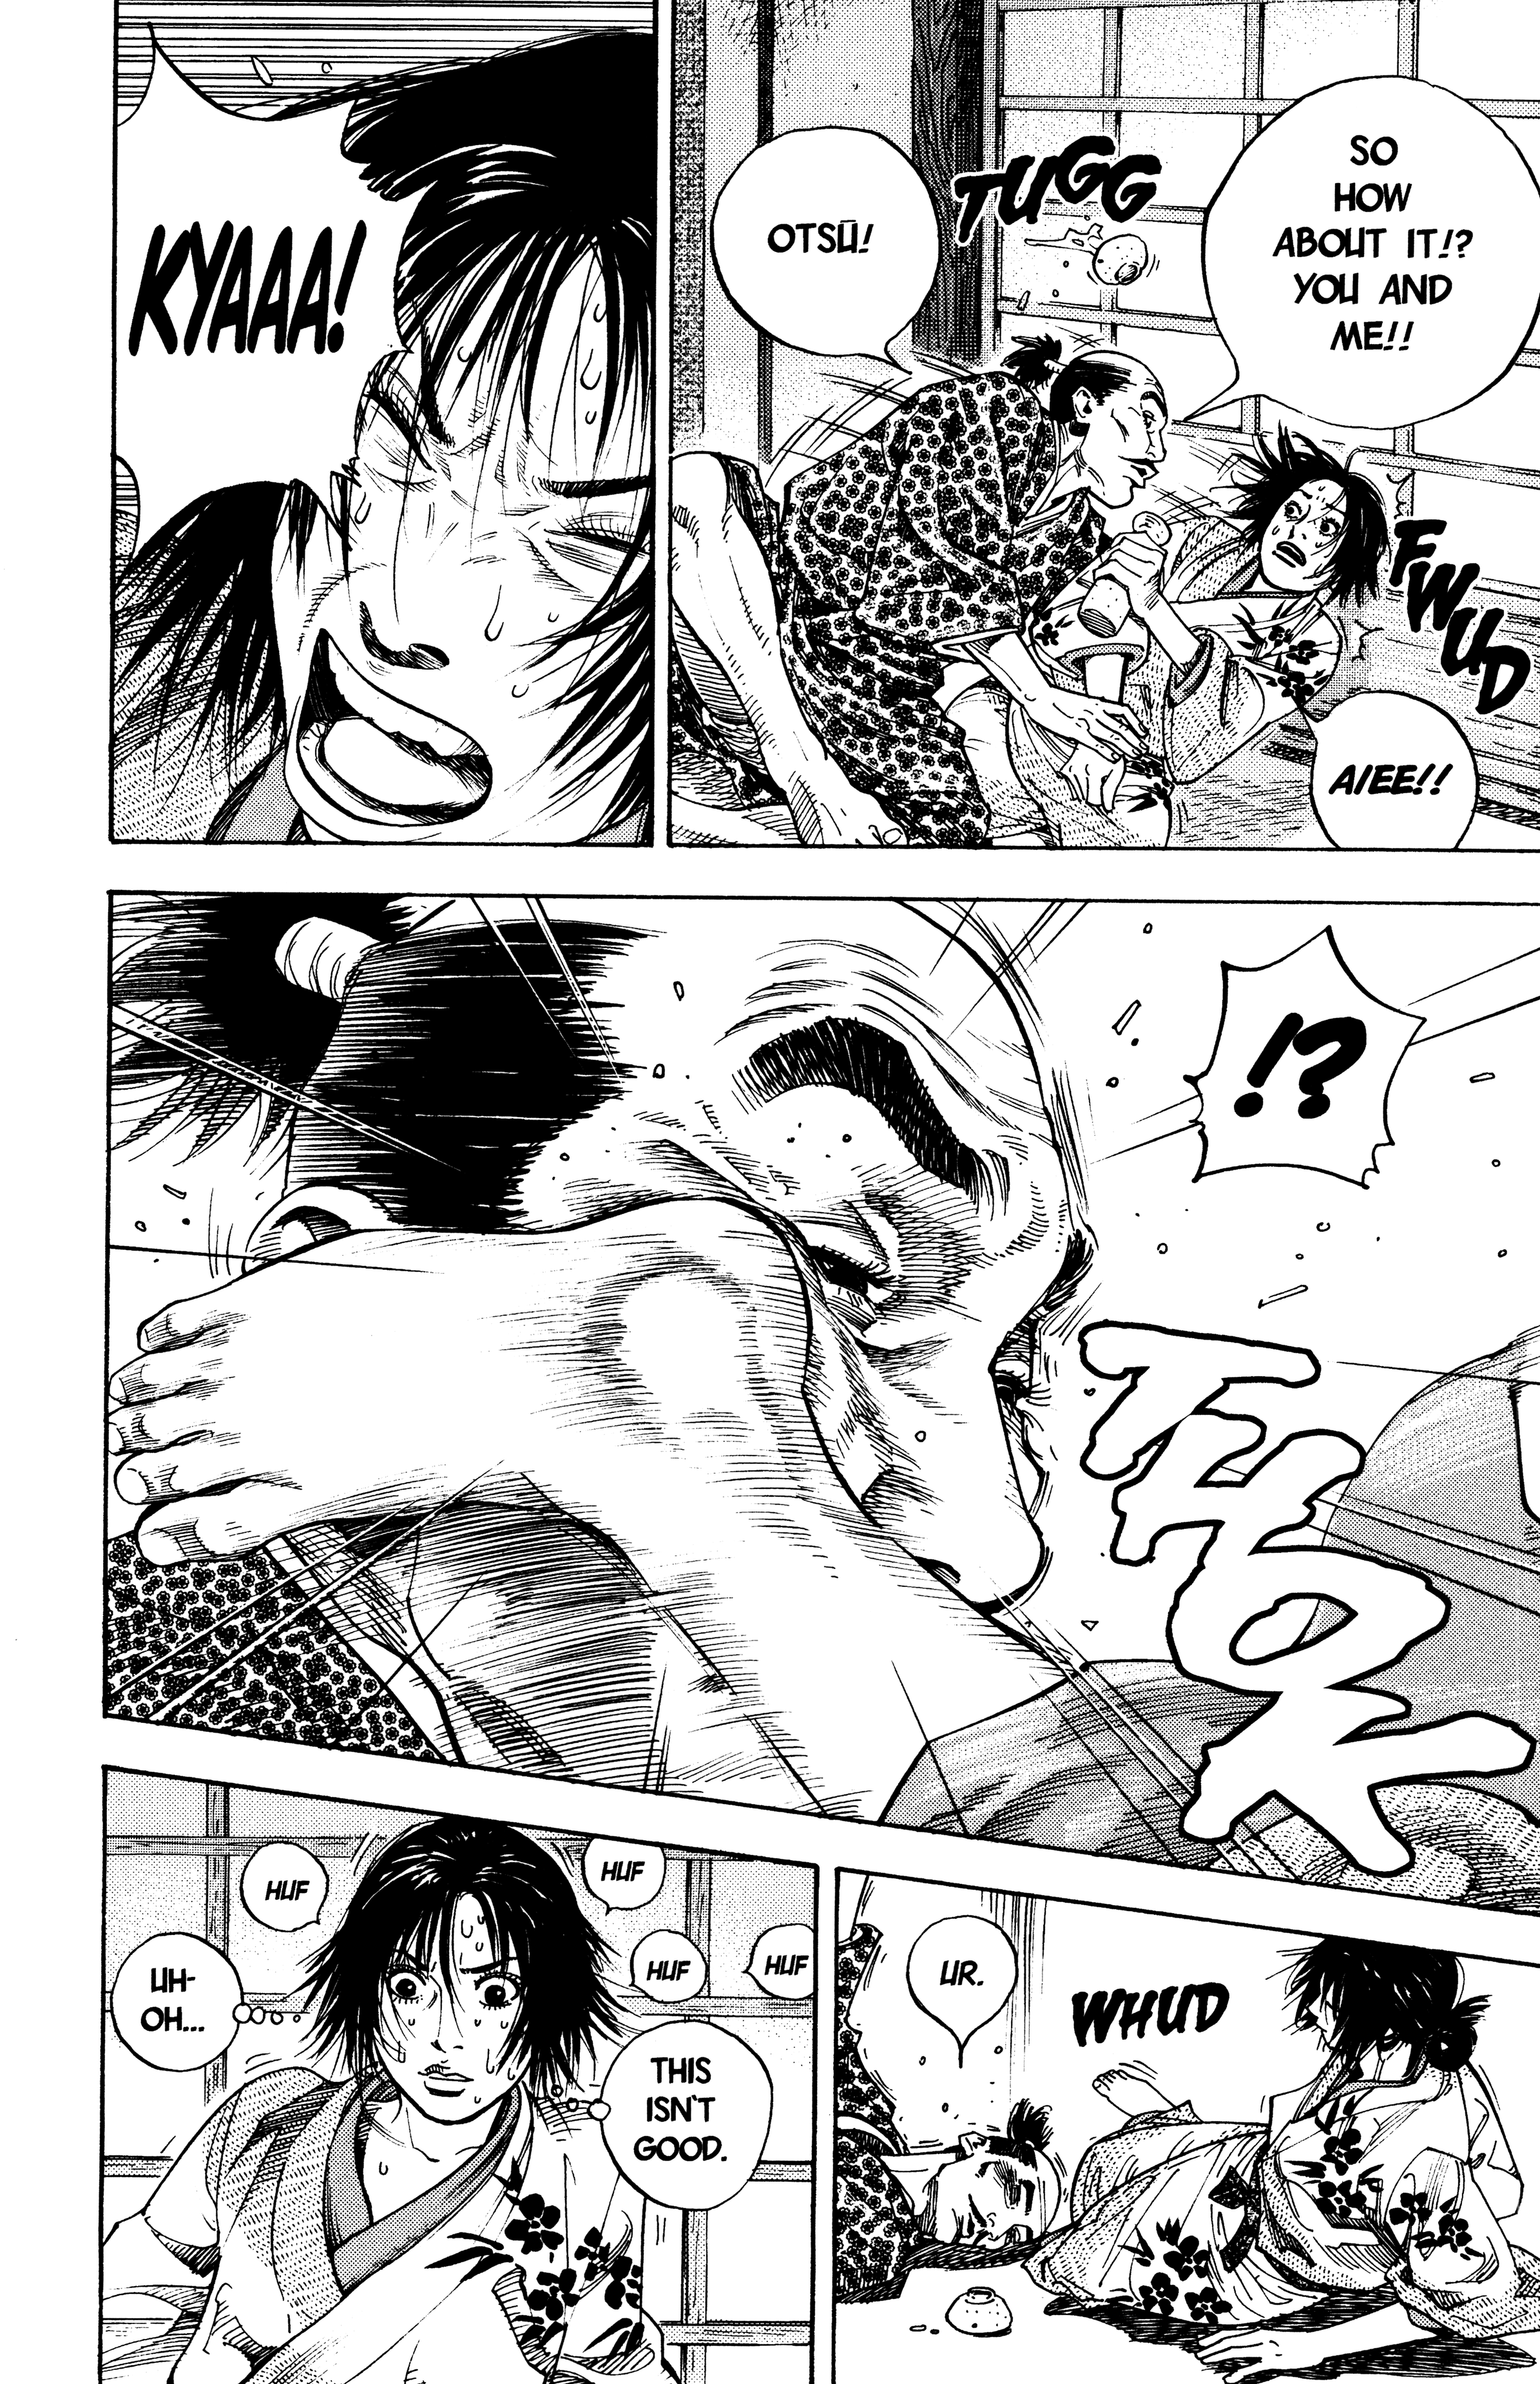 SO
HOW
ABOUT IT!?
YOU AND
ME!!
TUGG
OTSŪ!
FWUD
AIEE!!
KYAAA!
!?
THOK
WHUD
UR.
HUF
HUF
HUF
HUF
THIS
ISN'T
GOOD.
UH-
OH...